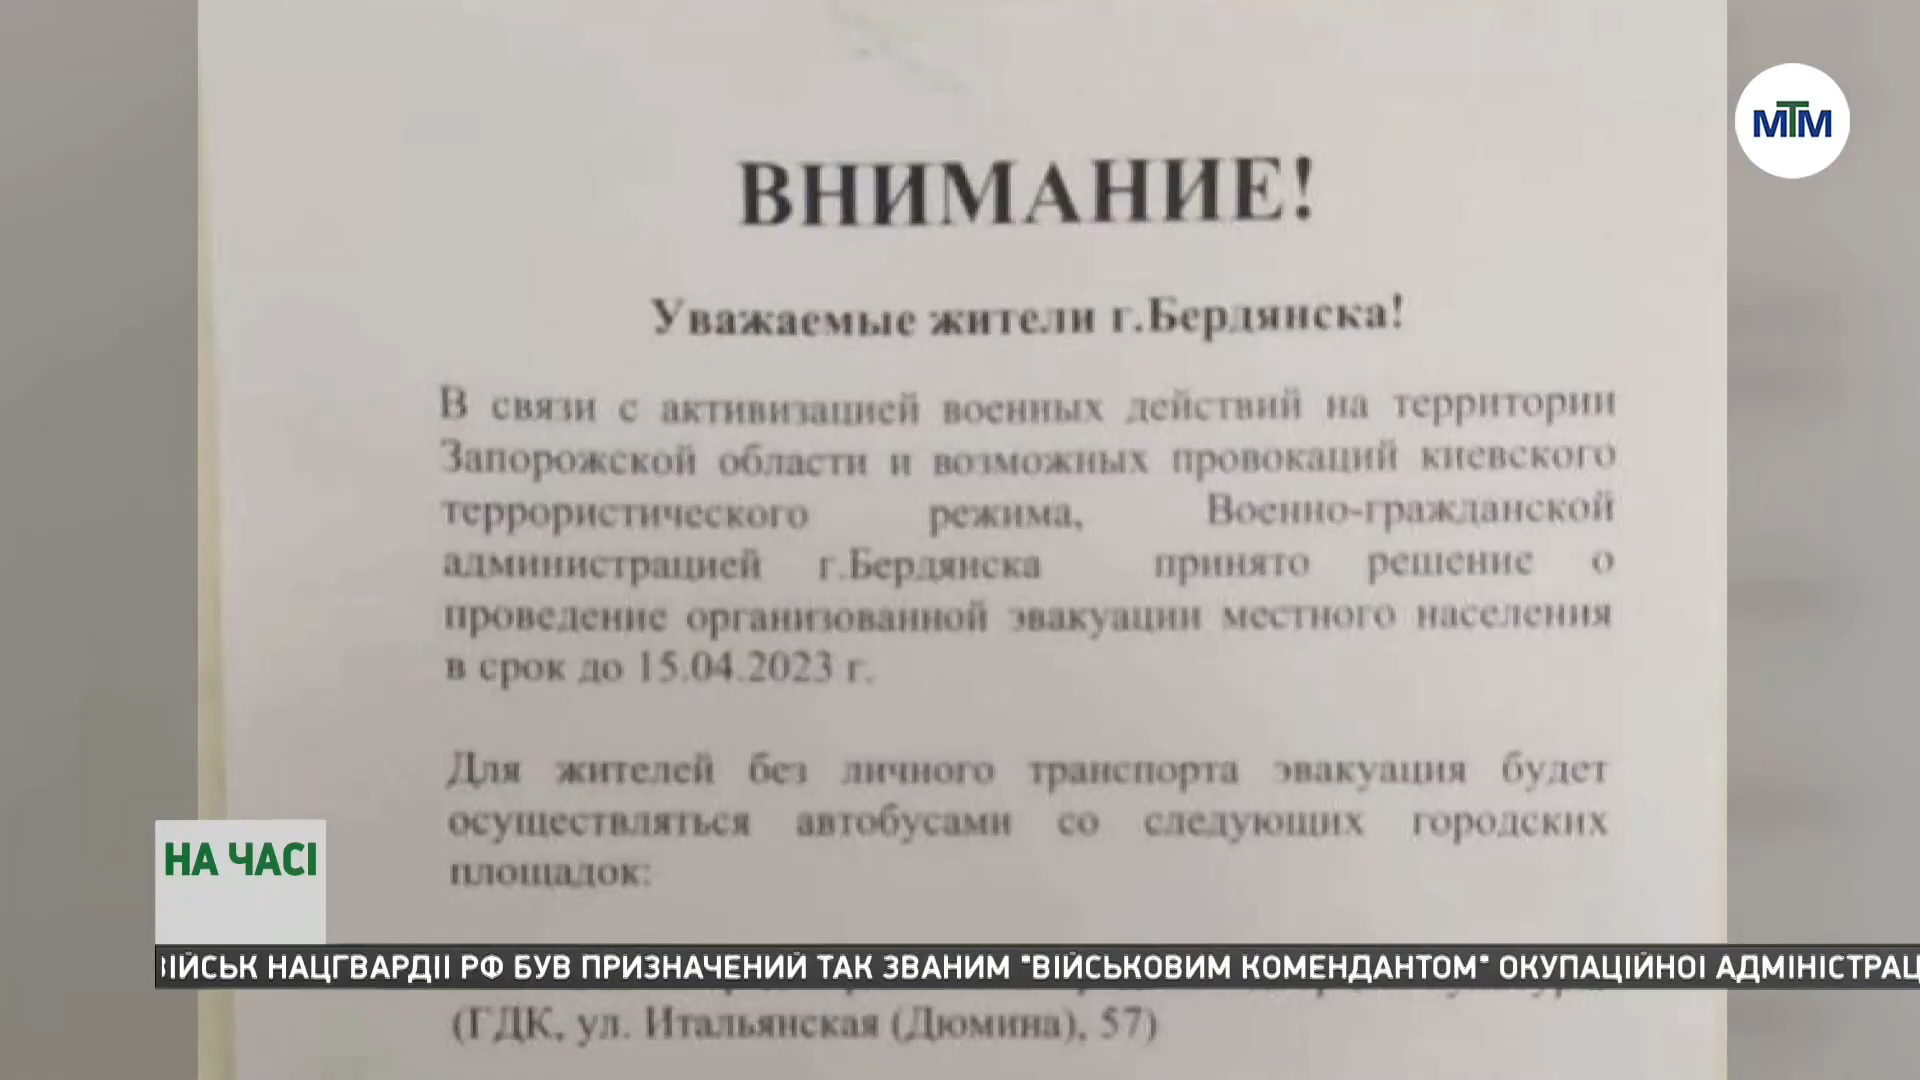 МТМ
ВНИМАНИЕ!
Уважаемые жители г.Бердянска!
В связи с активизацией военных действий на территории
Запорожской области и возможных провокаций киевского
террористического режима, Военно-гражданской
администрацией г.Бердянска принято решение о
проведение организованной эвакуации местного населения
в срок до 15.04.2023 г.
Для жителей без личного транспорта эвакуация будет
осуществляться автобусами со следующих городских
площадок:
НА ЧАСІ
ВІЙСЬК НАЦГВАРДІЇ РФ БУВ ПРИЗНАЧЕНИЙ ТАК ЗВАНИМ "ВІЙСЬКОВИМ КОМЕНДАНТОМ" ОКУПАЦІЙНОЇ АДМІНІСТРАЦ
(ГДК, ул. Итальянская (Дюмина), 57)